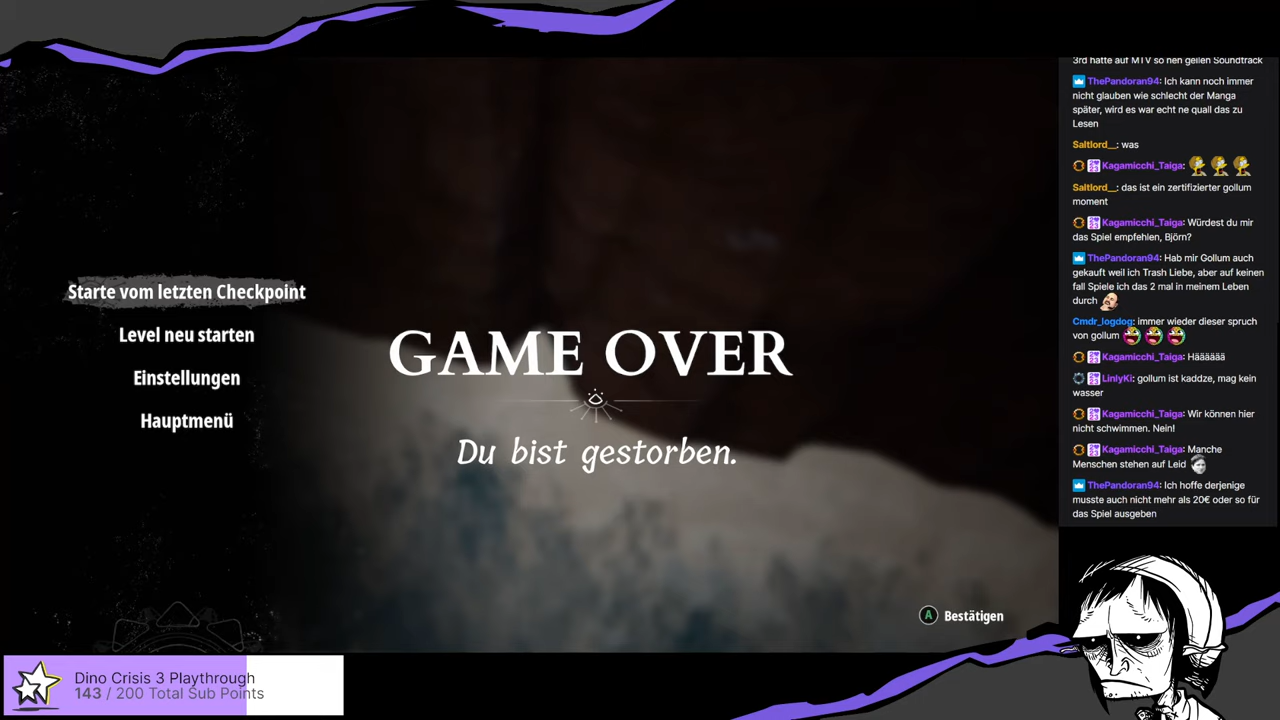 Starte vom letzten Checkpoint
Level neu starten
Einstellungen
Hauptmenü
GAME OVER
Du bist gestorben.
A Bestätigen
3rd hatte auf MTV so nen geilen Soundtrack
ThePandoran94: Ich kann noch immer
nicht glauben wie schlecht der Manga
später, wird es war echt ne quall das zu
Lesen
Saltlord__: was
Kagamicchi_Taiga:
Saltlord__: das ist ein zertifizierter gollum
moment
Kagamicchi_Taiga: Würdest du mir
das Spiel empfehlen, Björn?
ThePandoran94: Hab mir Gollum auch
gekauft weil ich Trash Liebe, aber auf keinen
fall Spiele ich das 2 mal in meinem Leben
durch
Cmdr_logdog: immer wieder dieser spruch
von gollum
Kagamicchi_Taiga: Hääääää
LinlyKi: gollum ist kaddze, mag kein
wasser
Kagamicchi_Taiga: Wir können hier
nicht schwimmen. Nein!
Kagamicchi_Taiga: Manche
Menschen stehen auf Leid
ThePandoran94: Ich hoffe derjenige
musste auch nicht mehr als 20€ oder so für
das Spiel ausgeben
Dino Crisis 3 Playthrough
143 / 200 Total Sub Points